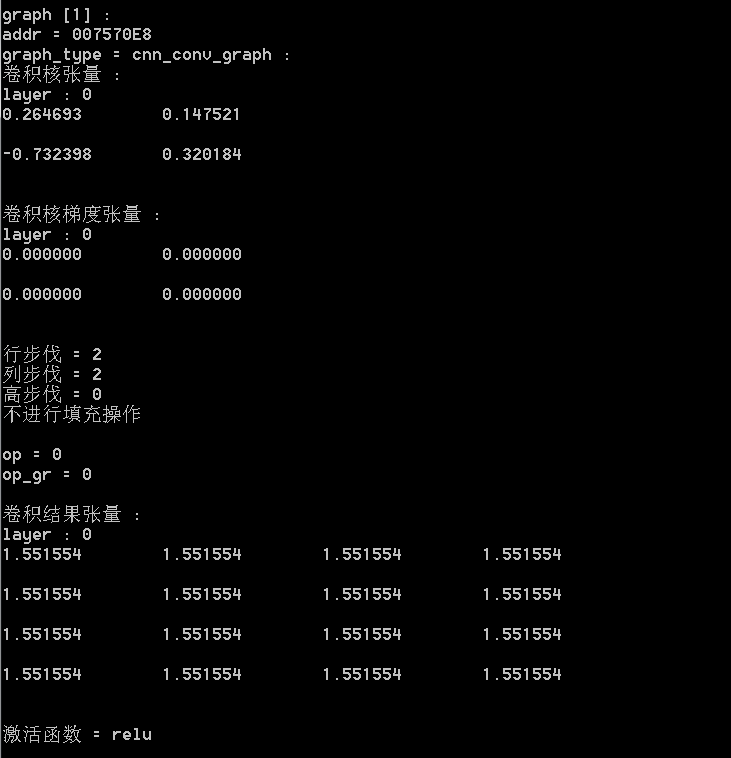 graph [1] :
addr = 007570E8
graph_type = cnn_conv_graph :
卷积核张量 :
layer : 0
0.264693 0.147521
-0.732398 0.320184
卷积核梯度张量 :
layer : 0
0.000000 0.000000
0.000000 0.000000
行步伐 = 2
列步伐 = 2
高步伐 = 0
不进行填充操作
op = 0
op_gr = 0
卷积结果张量 :
layer : 0
1.551554 1.551554 1.551554 1.551554
1.551554 1.551554 1.551554 1.551554
1.551554 1.551554 1.551554 1.551554
1.551554 1.551554 1.551554 1.551554
激活函数 = relu